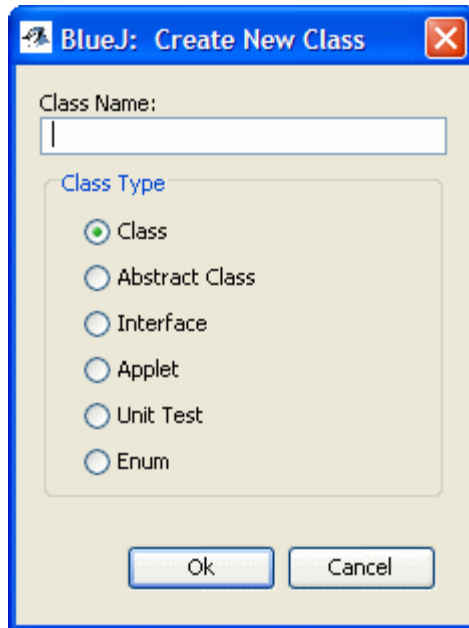 BlueJ: Create New Class
Class Name:
Class Type
Class
Abstract Class
Interface
Applet
Unit Test
Enum
Ok
Cancel